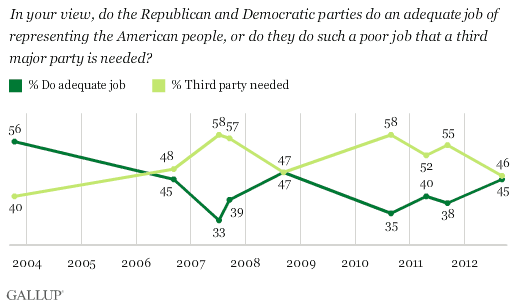 In your view, do the Republican and Democratic parties do an adequate job of
representing the American people, or do they do such a poor job that a third
major party is needed?
% Do adequate job % Third party needed
56 40
48 45
58 57
33 39
47 47
58 35
52 40
55 38
46 45
2004 2005 2006 2007 2008 2009 2010 2011 2012
GALLUP®